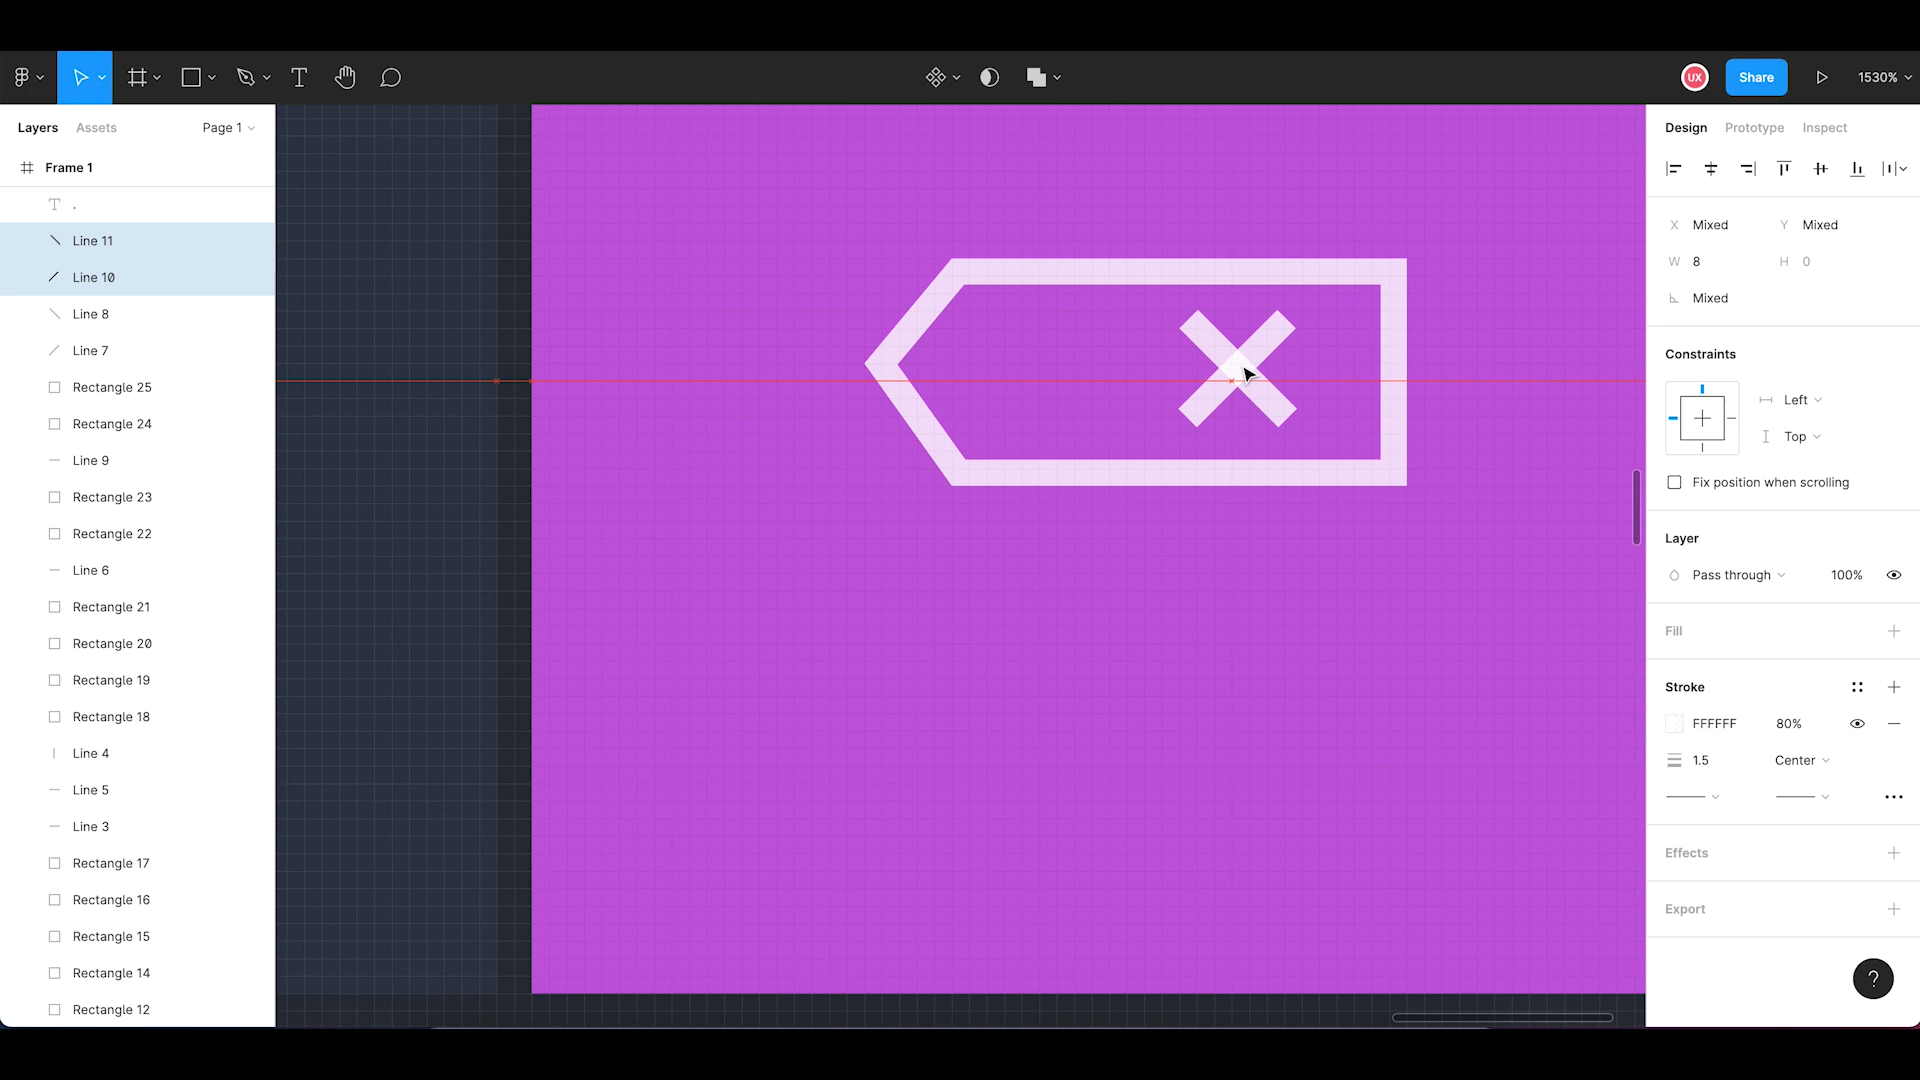 UX
Share
1530%
Layers Assets Page 1
Frame 1
.
Line 11
Line 10
Line 8
Line 7
Rectangle 25
Rectangle 24
Line 9
Rectangle 23
Rectangle 22
Line 6
Rectangle 21
Rectangle 20
Rectangle 19
Rectangle 18
Line 4
Line 5
Line 3
Rectangle 17
Rectangle 16
Rectangle 15
Rectangle 14
Rectangle 12
Design Prototype Inspect
X Mixed Y Mixed
W 8 H 0
Mixed
Constraints
Left
Top
Fix position when scrolling
Layer
Pass through 100%
Fill
Stroke
FFFFFF 80%
1.5 Center
Effects
Export
?